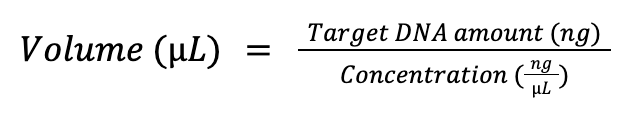 Volume (µL) = Target DNA amount (ng) / Concentration (ng/µL)